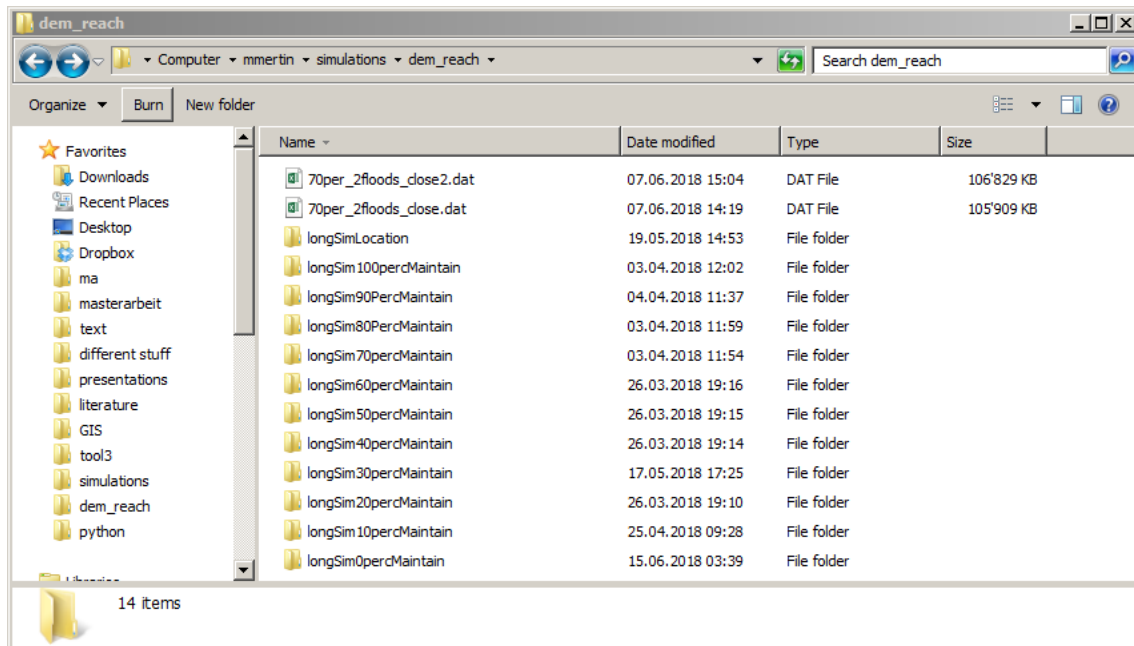 dem_reach
Computer mmertin simulations dem_reach
Search dem_reach
Organize Burn New folder
Name Date modified Type Size
Favorites
Downloads
Recent Places
Desktop
Dropbox
ma
masterarbeit
text
different stuff
presentations
literature
GIS
tool3
simulations
dem_reach
python
70per_2floods_close2.dat 07.06.2018 15:04 DAT File 106'829 KB
70per_2floods_close.dat 07.06.2018 14:19 DAT File 105'909 KB
longSimLocation 19.05.2018 14:53 File folder
longSim100percMaintain 03.04.2018 12:02 File folder
longSim90PercMaintain 04.04.2018 11:37 File folder
longSim80PercMaintain 03.04.2018 11:59 File folder
longSim70percMaintain 03.04.2018 11:54 File folder
longSim60percMaintain 26.03.2018 19:16 File folder
longSim50percMaintain 26.03.2018 19:15 File folder
longSim40percMaintain 26.03.2018 19:14 File folder
longSim30percMaintain 17.05.2018 17:25 File folder
longSim20percMaintain 26.03.2018 19:10 File folder
longSim10percMaintain 25.04.2018 09:28 File folder
longSim0percMaintain 15.06.2018 03:39 File folder
14 items